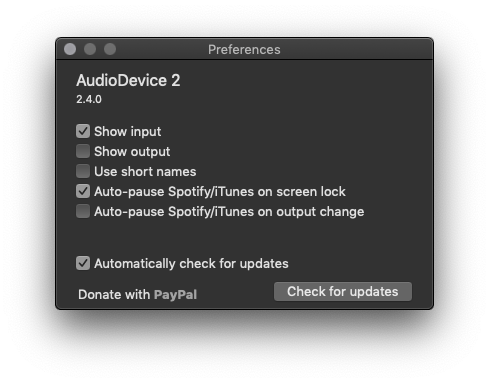 Preferences
AudioDevice 2
2.4.0
Show input
Show output
Use short names
Auto-pause Spotify/iTunes on screen lock
Auto-pause Spotify/iTunes on output change
Automatically check for updates
Donate with PayPal
Check for updates